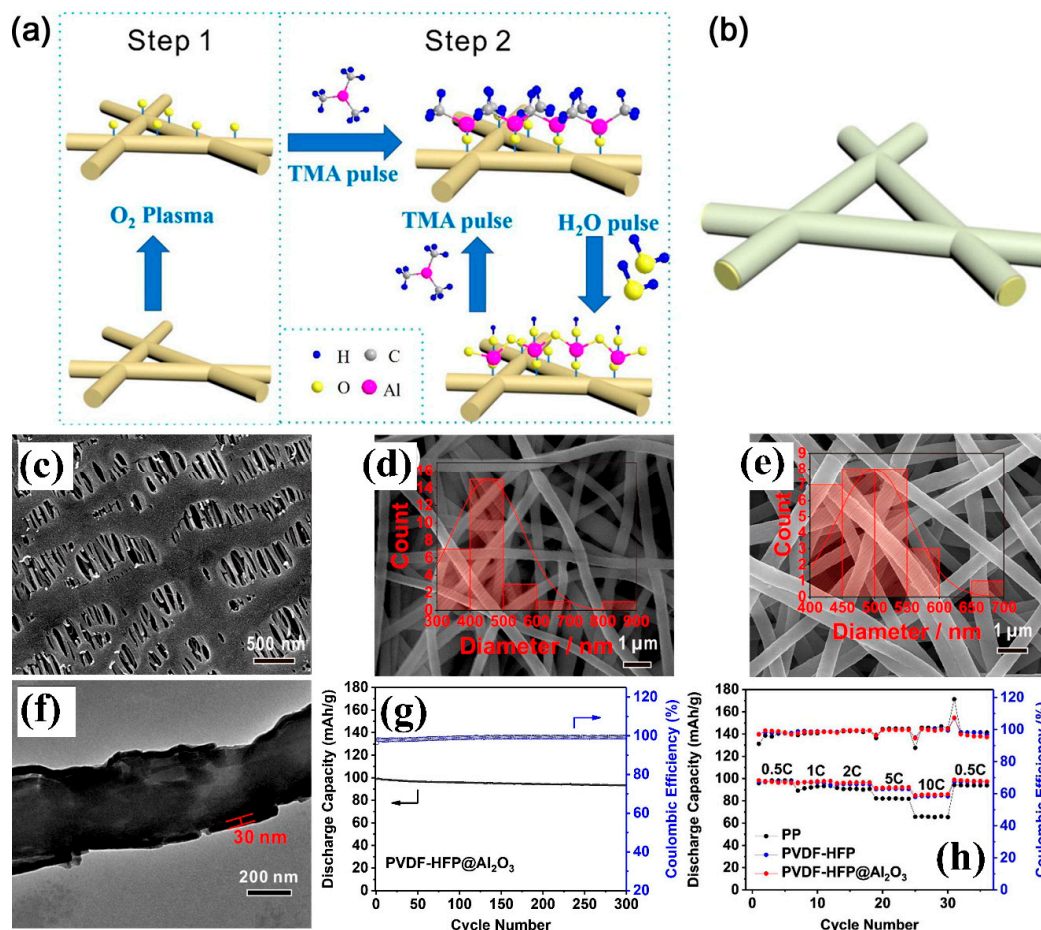 (a)
Step 1
Step 2
(b)
TMA pulse
O₂ Plasma
TMA pulse
H₂O pulse
H
C
O
Al
(c)
500 nm
(d)
Count
16
14
12
10
8
6
4
2
0
300 400 500 600 700 800 900
Diameter / nm
1 μm
(e)
Count
9
8
7
6
5
4
3
2
1
0
400 450 500 550 600 650 700
Diameter / nm
1 μm
(f)
30 nm
200 nm
(g)
Discharge Capacity (mAh/g)
180
160
140
120
100
80
60
40
20
0
PVDF-HFP@Al₂O₃
0 50 100 150 200 250 300
Cycle Number
120
100
80
60
40
20
Coulombic Efficiency (%)
(h)
Discharge Capacity (mAh/g)
180
160
140
120
100
80
60
40
20
0
0.5C 1C 2C 5C 10C 0.5C
PP
PVDF-HFP
PVDF-HFP@Al₂O₃
0 10 20 30
Cycle Number
120
100
80
60
40
20
0
Coulombic Efficiency (%)